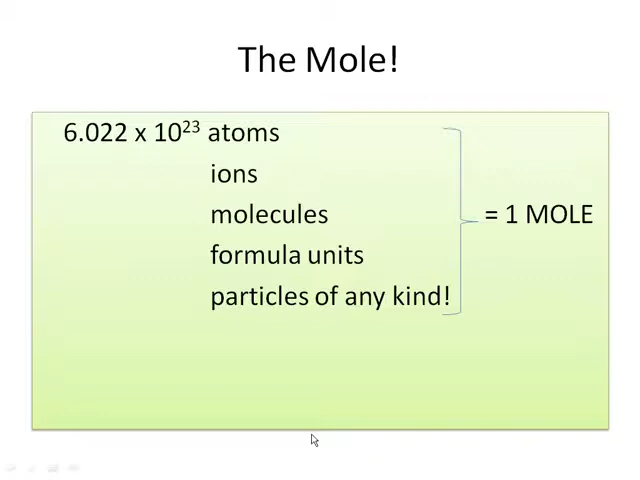 The Mole!
6.022 x 10²³ atoms
ions
molecules
= 1 MOLE
formula units
particles of any kind!